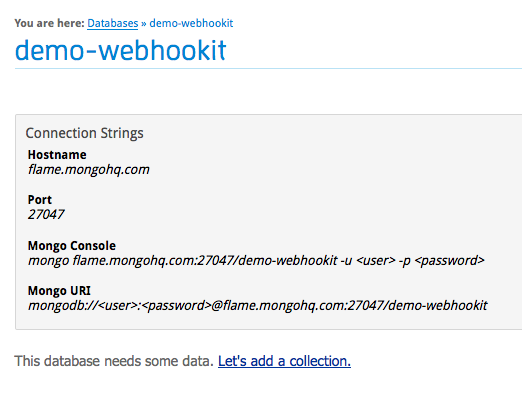 You are here: Databases » demo-webhookit
demo-webhookit
Connection Strings
Hostname
flame.mongohq.com
Port
27047
Mongo Console
mongo flame.mongohq.com:27047/demo-webhookit -u <user> -p <password>
Mongo URI
mongodb://<user>:<password>@flame.mongohq.com:27047/demo-webhookit
This database needs some data. Let's add a collection.